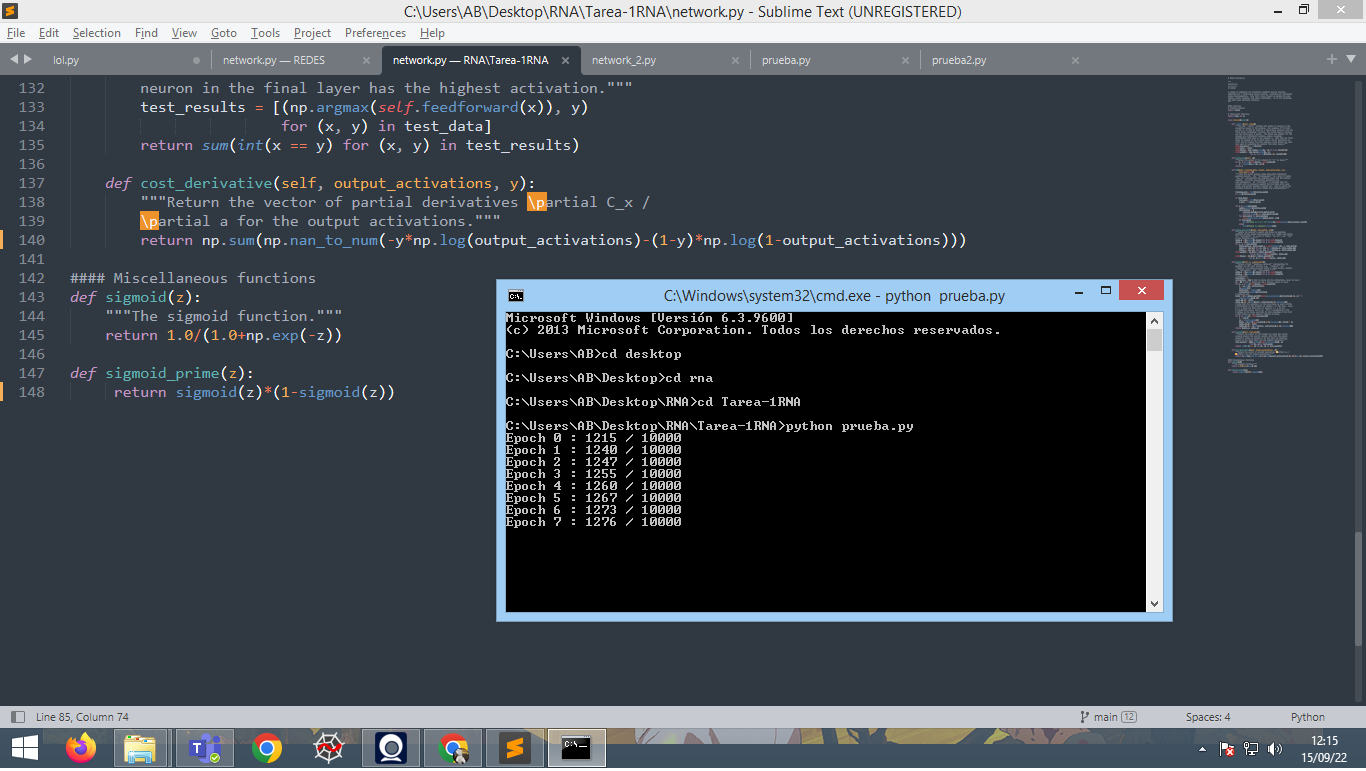 C:\Users\AB\Desktop\RNA\Tarea-1RNA\network.py - Sublime Text (UNREGISTERED)
File Edit Selection Find View Goto Tools Project Preferences Help
lol.py network.py — REDES network.py — RNA\Tarea-1RNA network_2.py prueba.py prueba2.py
132 neuron in the final layer has the highest activation."""
133 test_results = [(np.argmax(self.feedforward(x)), y)
134 for (x, y) in test_data]
135 return sum(int(x == y) for (x, y) in test_results)
136
137 def cost_derivative(self, output_activations, y):
138 """Return the vector of partial derivatives \partial C_x /
139 \partial a for the output activations."""
140 return np.sum(np.nan_to_num(-y*np.log(output_activations)-(1-y)*np.log(1-output_activations)))
141
142 #### Miscellaneous functions
143 def sigmoid(z):
144 """The sigmoid function."""
145 return 1.0/(1.0+np.exp(-z))
146
147 def sigmoid_prime(z):
148 return sigmoid(z)*(1-sigmoid(z))
C:\Windows\system32\cmd.exe - python prueba.py
Microsoft Windows [Versión 6.3.9600]
(c) 2013 Microsoft Corporation. Todos los derechos reservados.
C:\Users\AB>cd desktop
C:\Users\AB\Desktop>cd rna
C:\Users\AB\Desktop\RNA>cd Tarea-1RNA
C:\Users\AB\Desktop\RNA\Tarea-1RNA>python prueba.py
Epoch 0 : 1215 / 10000
Epoch 1 : 1240 / 10000
Epoch 2 : 1247 / 10000
Epoch 3 : 1255 / 10000
Epoch 4 : 1260 / 10000
Epoch 5 : 1267 / 10000
Epoch 6 : 1273 / 10000
Epoch 7 : 1276 / 10000
Line 85, Column 74 main 12 Spaces: 4 Python
12:15
15/09/22